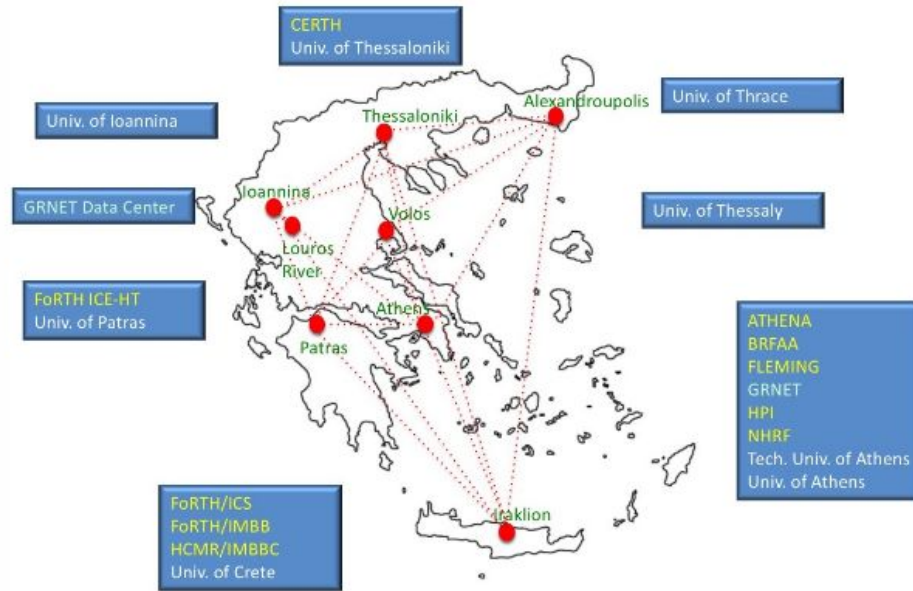 CERTH
Univ. of Thessaloniki
Univ. of Ioannina
Thessaloniki
Alexandroupolis
Univ. of Thrace
GRNET Data Center
Ioannina
Volos
Univ. of Thessaly
Louros
River
FoRTH ICE-HT
Univ. of Patras
Athens
Patras
ATHENA
BRFAA
FLEMING
GRNET
HPI
NHRF
Tech. Univ. of Athens
Univ. of Athens
FoRTH/ICS
FoRTH/IMBB
HCMR/IMBBC
Univ. of Crete
Iraklion